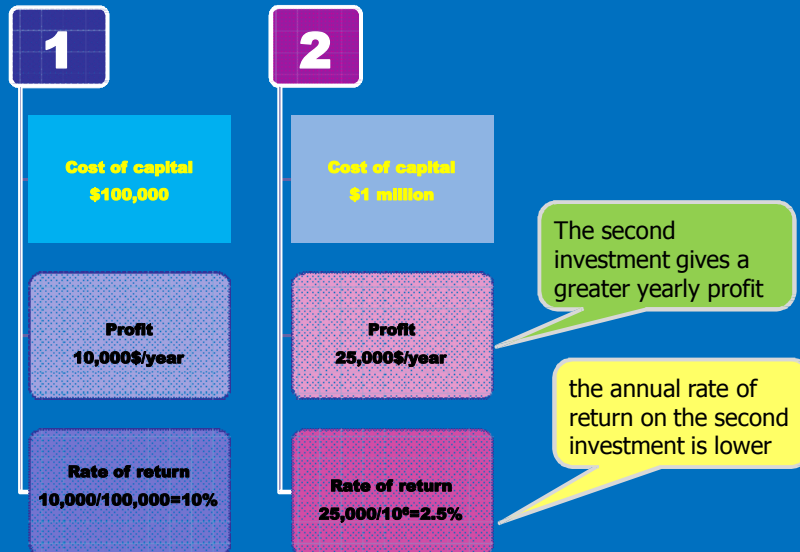 1
Cost of capital
$100,000
Profit
10,000$/year
Rate of return
10,000/100,000=10%
2
Cost of capital
$1 million
Profit
25,000$/year
Rate of return
25,000/10⁶=2.5%
The second
investment gives a
greater yearly profit
the annual rate of
return on the second
investment is lower